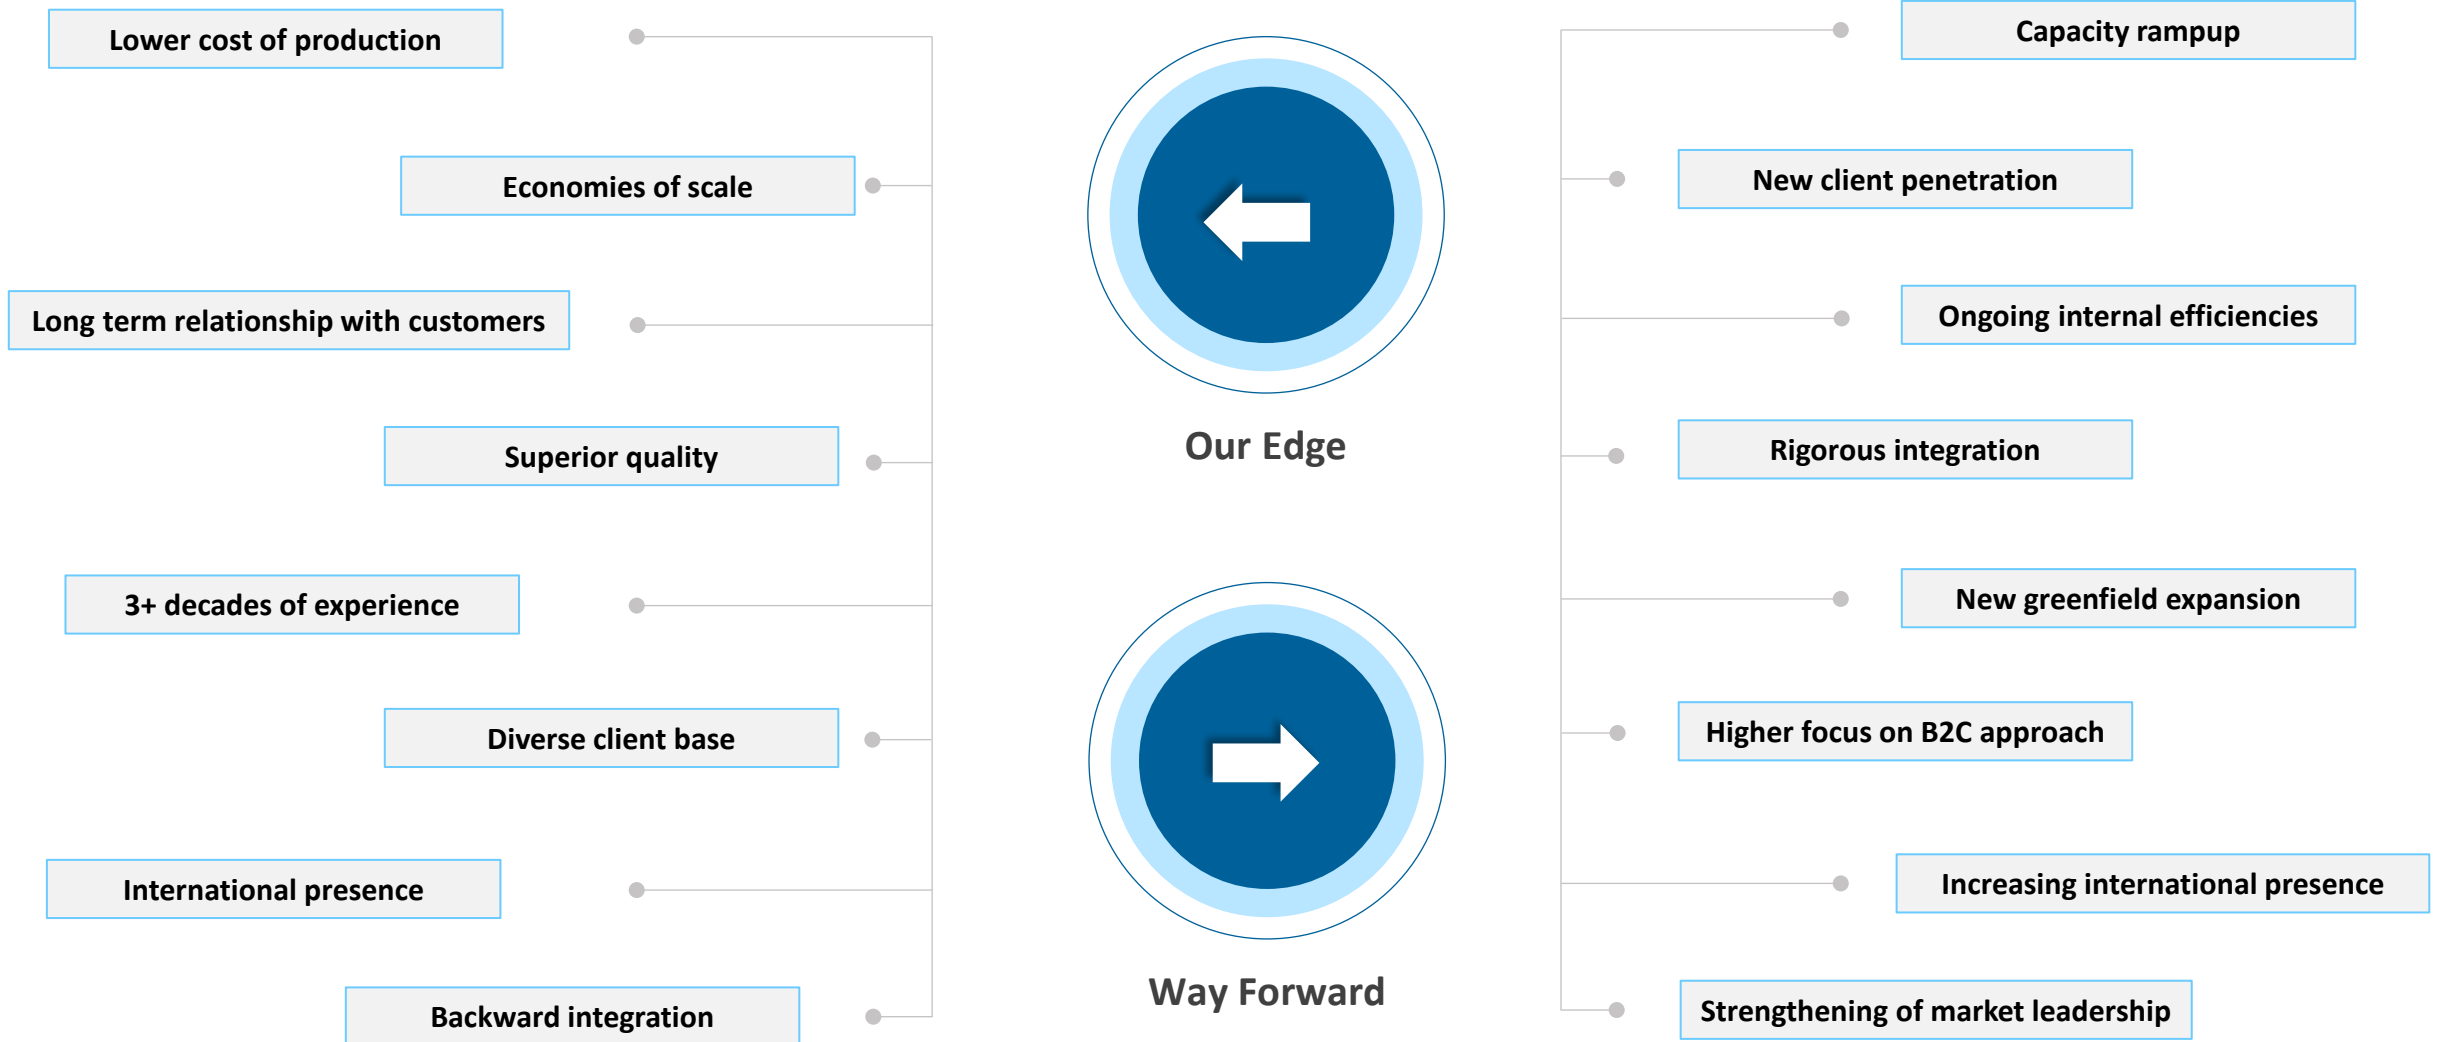 Lower cost of production
Economies of scale
Long term relationship with customers
Superior quality
3+ decades of experience
Diverse client base
International presence
Backward integration
Our Edge
Way Forward
Capacity rampup
New client penetration
Ongoing internal efficiencies
Rigorous integration
New greenfield expansion
Higher focus on B2C approach
Increasing international presence
Strengthening of market leadership